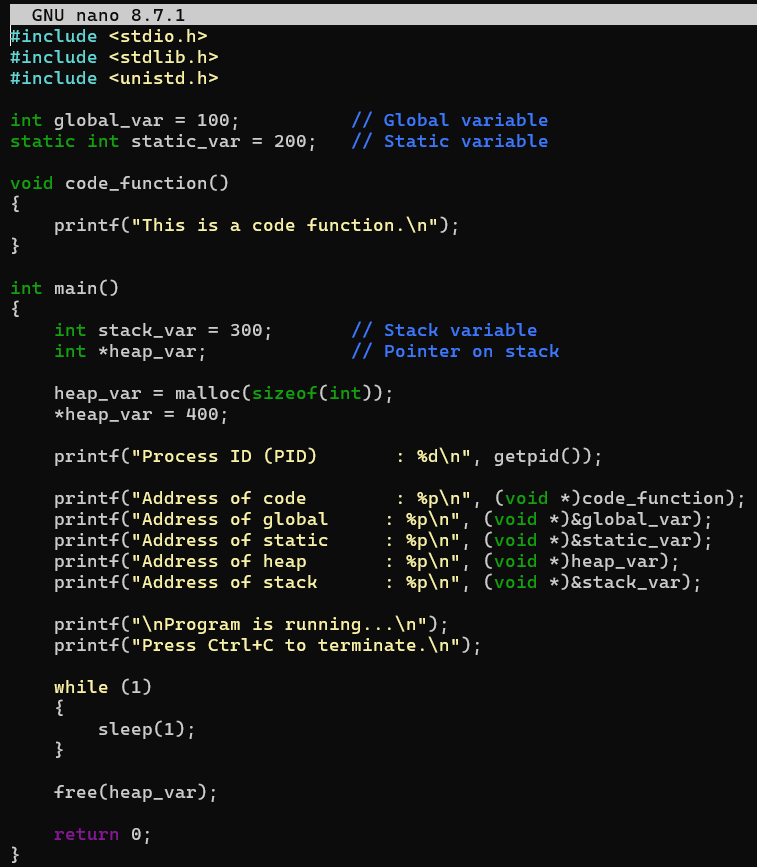 GNU nano 8.7.1
#include <stdio.h>
#include <stdlib.h>
#include <unistd.h>

int global_var = 100;          // Global variable
static int static_var = 200;   // Static variable

void code_function()
{
    printf("This is a code function.\n");
}

int main()
{
    int stack_var = 300;       // Stack variable
    int *heap_var;             // Pointer on stack

    heap_var = malloc(sizeof(int));
    *heap_var = 400;

    printf("Process ID (PID)       : %d\n", getpid());

    printf("Address of code        : %p\n", (void *)code_function);
    printf("Address of global     : %p\n", (void *)&global_var);
    printf("Address of static     : %p\n", (void *)&static_var);
    printf("Address of heap       : %p\n", (void *)heap_var);
    printf("Address of stack      : %p\n", (void *)&stack_var);

    printf("\nProgram is running...\n");
    printf("Press Ctrl+C to terminate.\n");

    while (1)
    {
        sleep(1);
    }

    free(heap_var);

    return 0;
}